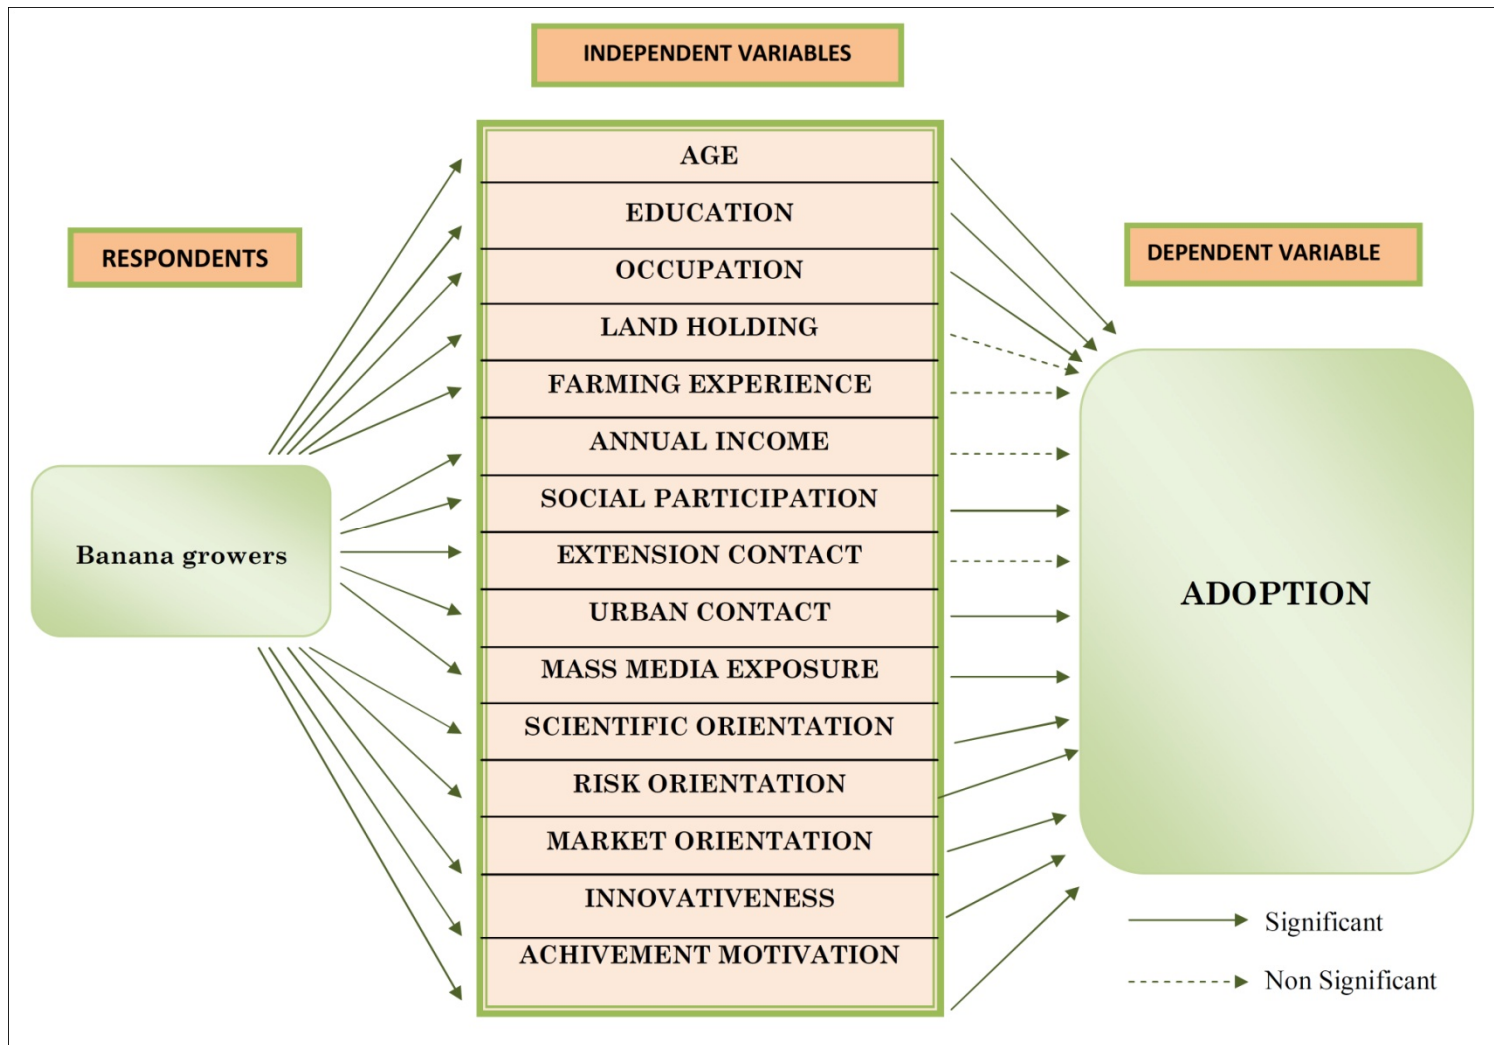 INDEPENDENT VARIABLES
RESPONDENTS
Banana growers
AGE
EDUCATION
OCCUPATION
LAND HOLDING
FARMING EXPERIENCE
ANNUAL INCOME
SOCIAL PARTICIPATION
EXTENSION CONTACT
URBAN CONTACT
MASS MEDIA EXPOSURE
SCIENTIFIC ORIENTATION
RISK ORIENTATION
MARKET ORIENTATION
INNOVATIVENESS
ACHIVEMENT MOTIVATION
DEPENDENT VARIABLE
ADOPTION
Significant
Non Significant